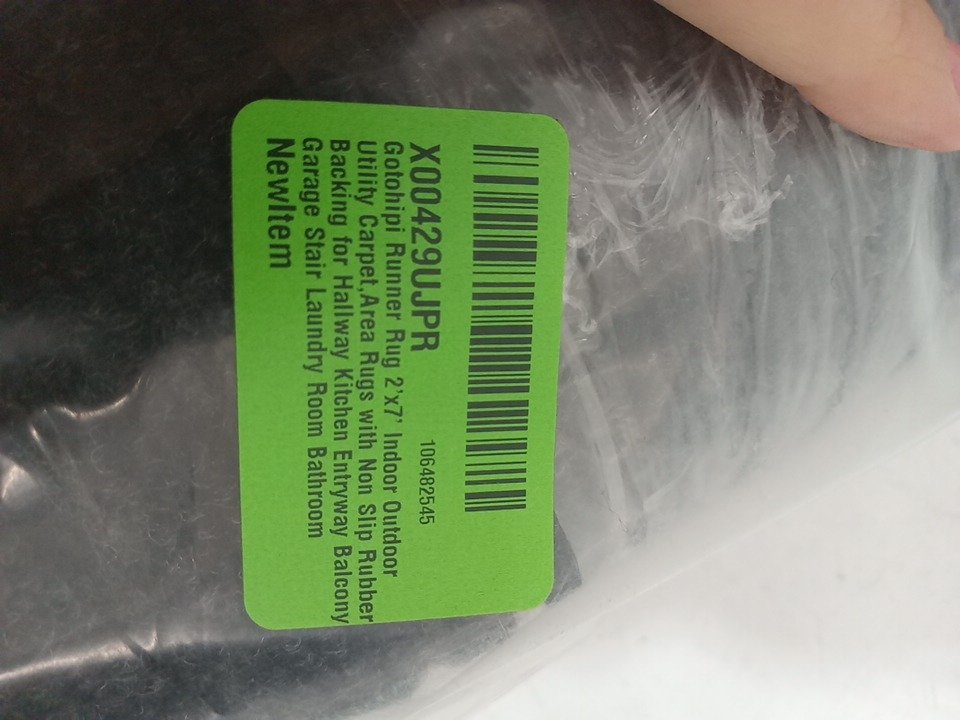 X00429UJPR
106482545
Gotohipi Runner Rug 2'x7' Indoor Outdoor
Utility Carpet,Area Rugs with Non Slip Rubber
Backing for Hallway Kitchen Entryway Balcony
Garage Stair Laundry Room Bathroom
NewItem